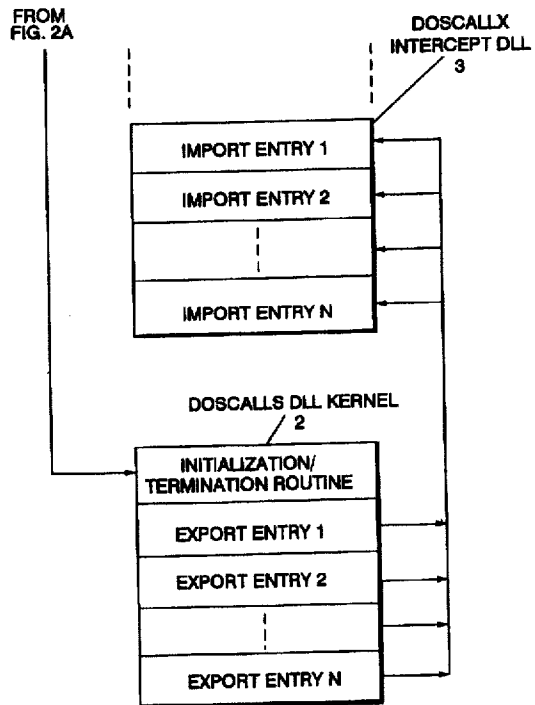 FROM
FIG. 2A
DOSCALLX
INTERCEPT DLL
3
IMPORT ENTRY 1
IMPORT ENTRY 2
IMPORT ENTRY N
DOSCALLS DLL KERNEL
2
INITIALIZATION/
TERMINATION ROUTINE
EXPORT ENTRY 1
EXPORT ENTRY 2
EXPORT ENTRY N